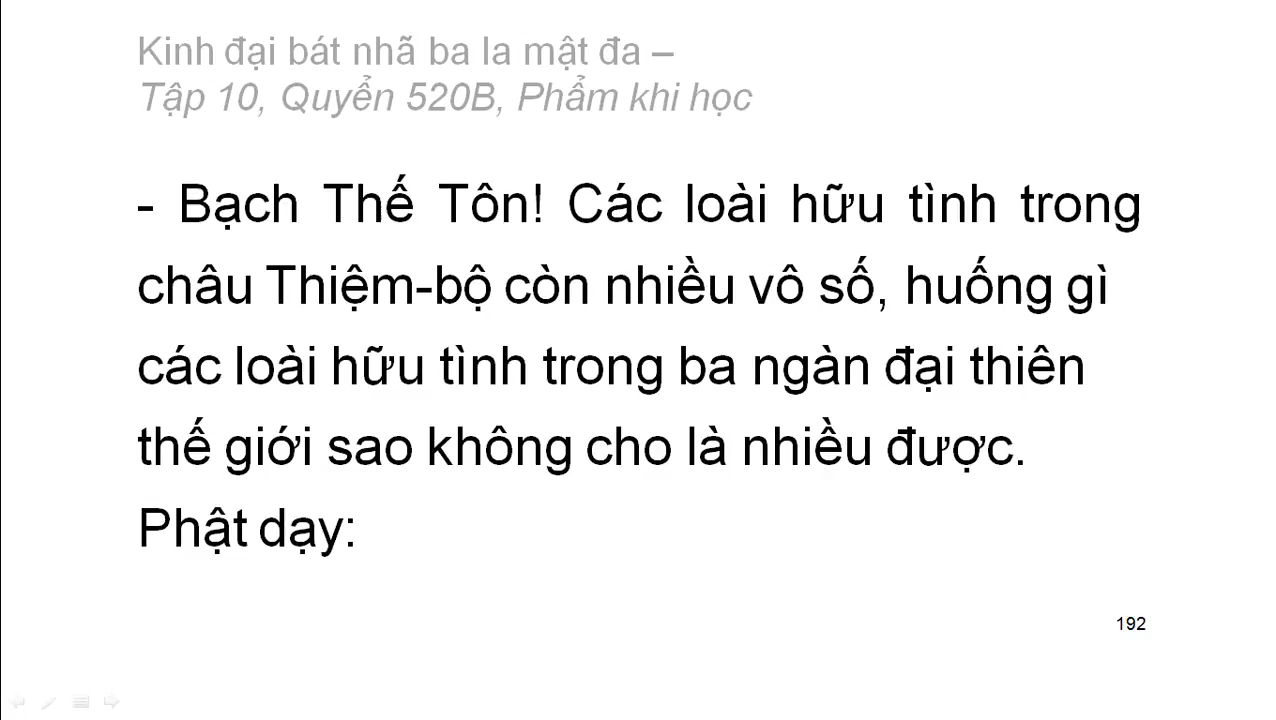 Kinh đại bát nhã ba la mật đa –
Tập 10, Quyển 520B, Phẩm khi học
- Bạch Thế Tôn! Các loài hữu tình trong
châu Thiệm-bộ còn nhiều vô số, huống gì
các loài hữu tình trong ba ngàn đại thiên
thế giới sao không cho là nhiều được.
Phật dạy:
192